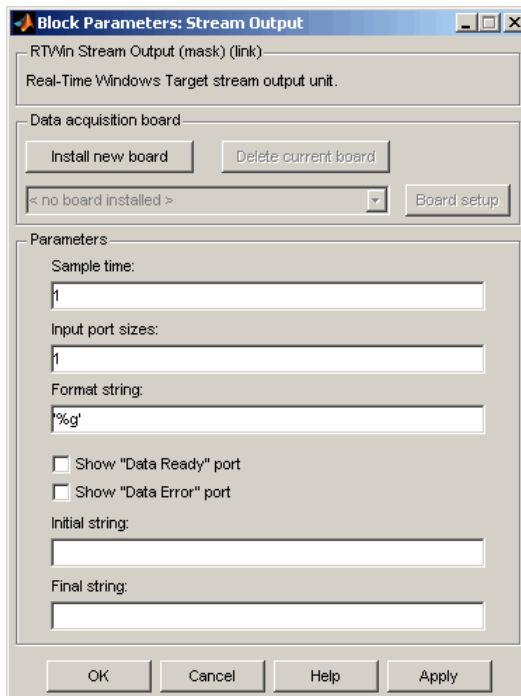 Block Parameters: Stream Output
RTWin Stream Output (mask) (link)
Real-Time Windows Target stream output unit.
Data acquisition board
Install new board Delete current board
< no board installed > Board setup
Parameters
Sample time:
1
Input port sizes:
1
Format string:
'%g'
Show "Data Ready" port
Show "Data Error" port
Initial string:
Final string:
OK Cancel Help Apply